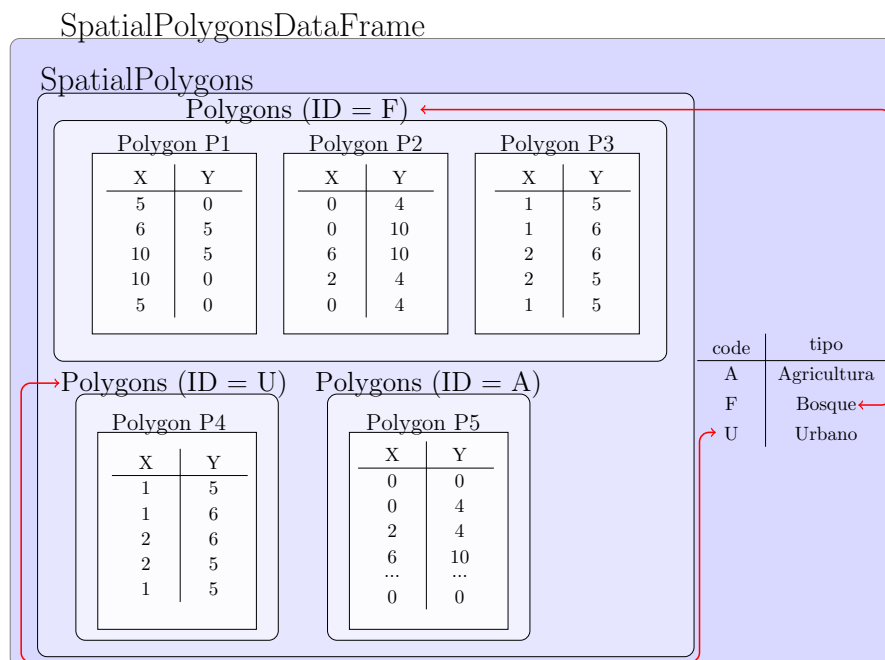 SpatialPolygonsDataFrame
SpatialPolygons
Polygons (ID = F)
Polygon P1
X Y
5 0
6 5
10 5
10 0
5 0
Polygon P2
X Y
0 4
0 10
6 10
2 4
0 4
Polygon P3
X Y
1 5
1 6
2 6
2 5
1 5
Polygons (ID = U)
Polygon P4
X Y
1 5
1 6
2 6
2 5
1 5
Polygons (ID = A)
Polygon P5
X Y
0 0
0 4
2 4
6 10
... ...
0 0
code tipo
A Agricultura
F Bosque
U Urbano